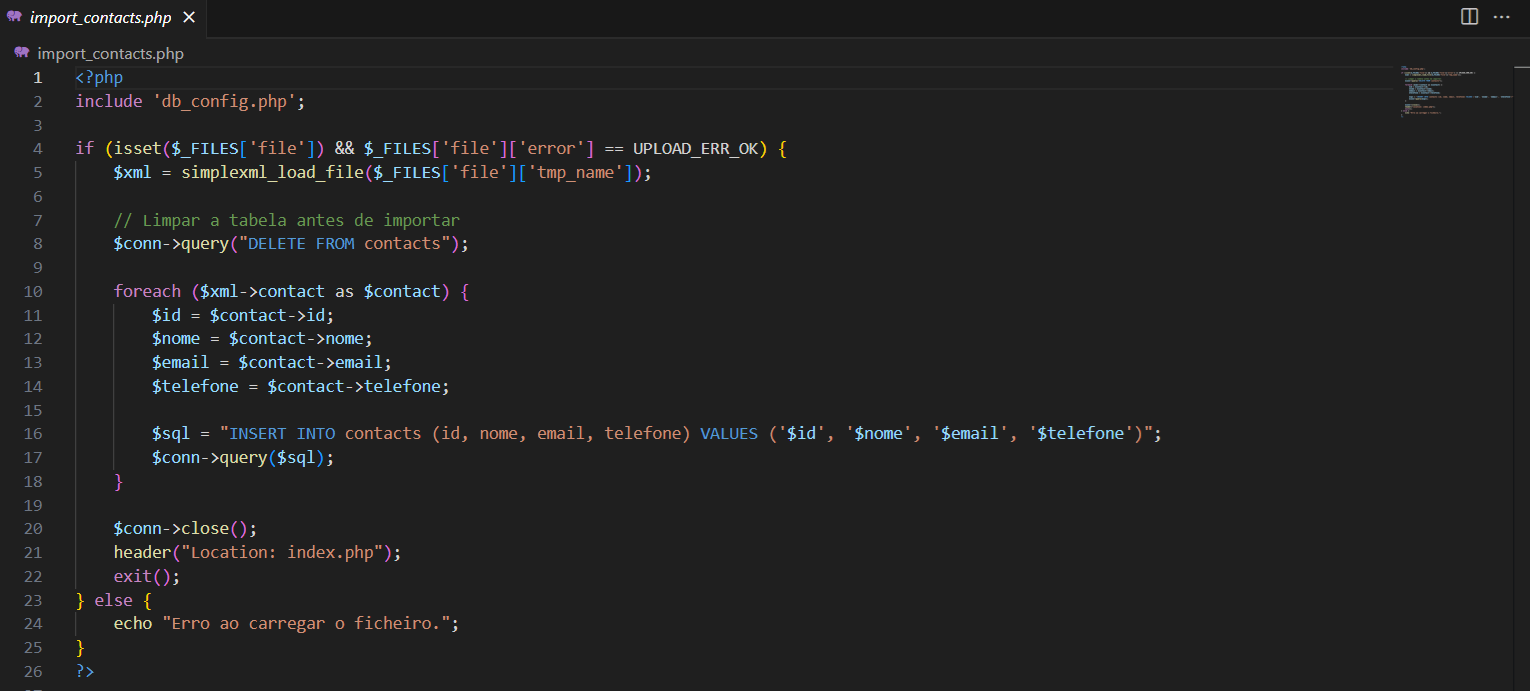 import_contacts.php
import_contacts.php
1 <?php
2 include 'db_config.php';
3
4 if (isset($_FILES['file']) && $_FILES['file']['error'] == UPLOAD_ERR_OK) {
5 $xml = simplexml_load_file($_FILES['file']['tmp_name']);
6
7 // Limpar a tabela antes de importar
8 $conn->query("DELETE FROM contacts");
9
10 foreach ($xml->contact as $contact) {
11 $id = $contact->id;
12 $nome = $contact->nome;
13 $email = $contact->email;
14 $telefone = $contact->telefone;
15
16 $sql = "INSERT INTO contacts (id, nome, email, telefone) VALUES ('$id', '$nome', '$email', '$telefone')";
17 $conn->query($sql);
18 }
19
20 $conn->close();
21 header("Location: index.php");
22 exit();
23 } else {
24 echo "Erro ao carregar o ficheiro.";
25 }
26 ?>